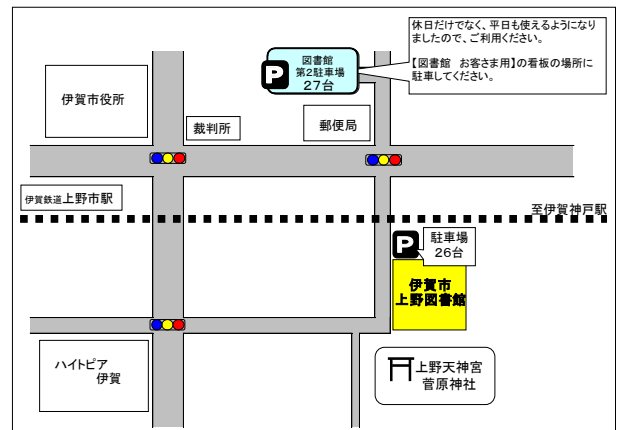 休日だけでなく、平日も使えるようになり
ましたので、ご利用ください。
【図書館　お客さま用】の看板の場所に
駐車してください。
P
図書館
第2駐車場
27台
伊賀市役所
裁判所
郵便局
伊賀鉄道上野市駅
至伊賀神戸駅
P
駐車場
26台
伊賀市
上野図書館
ハイトピア
伊賀
上野天神宮
菅原神社